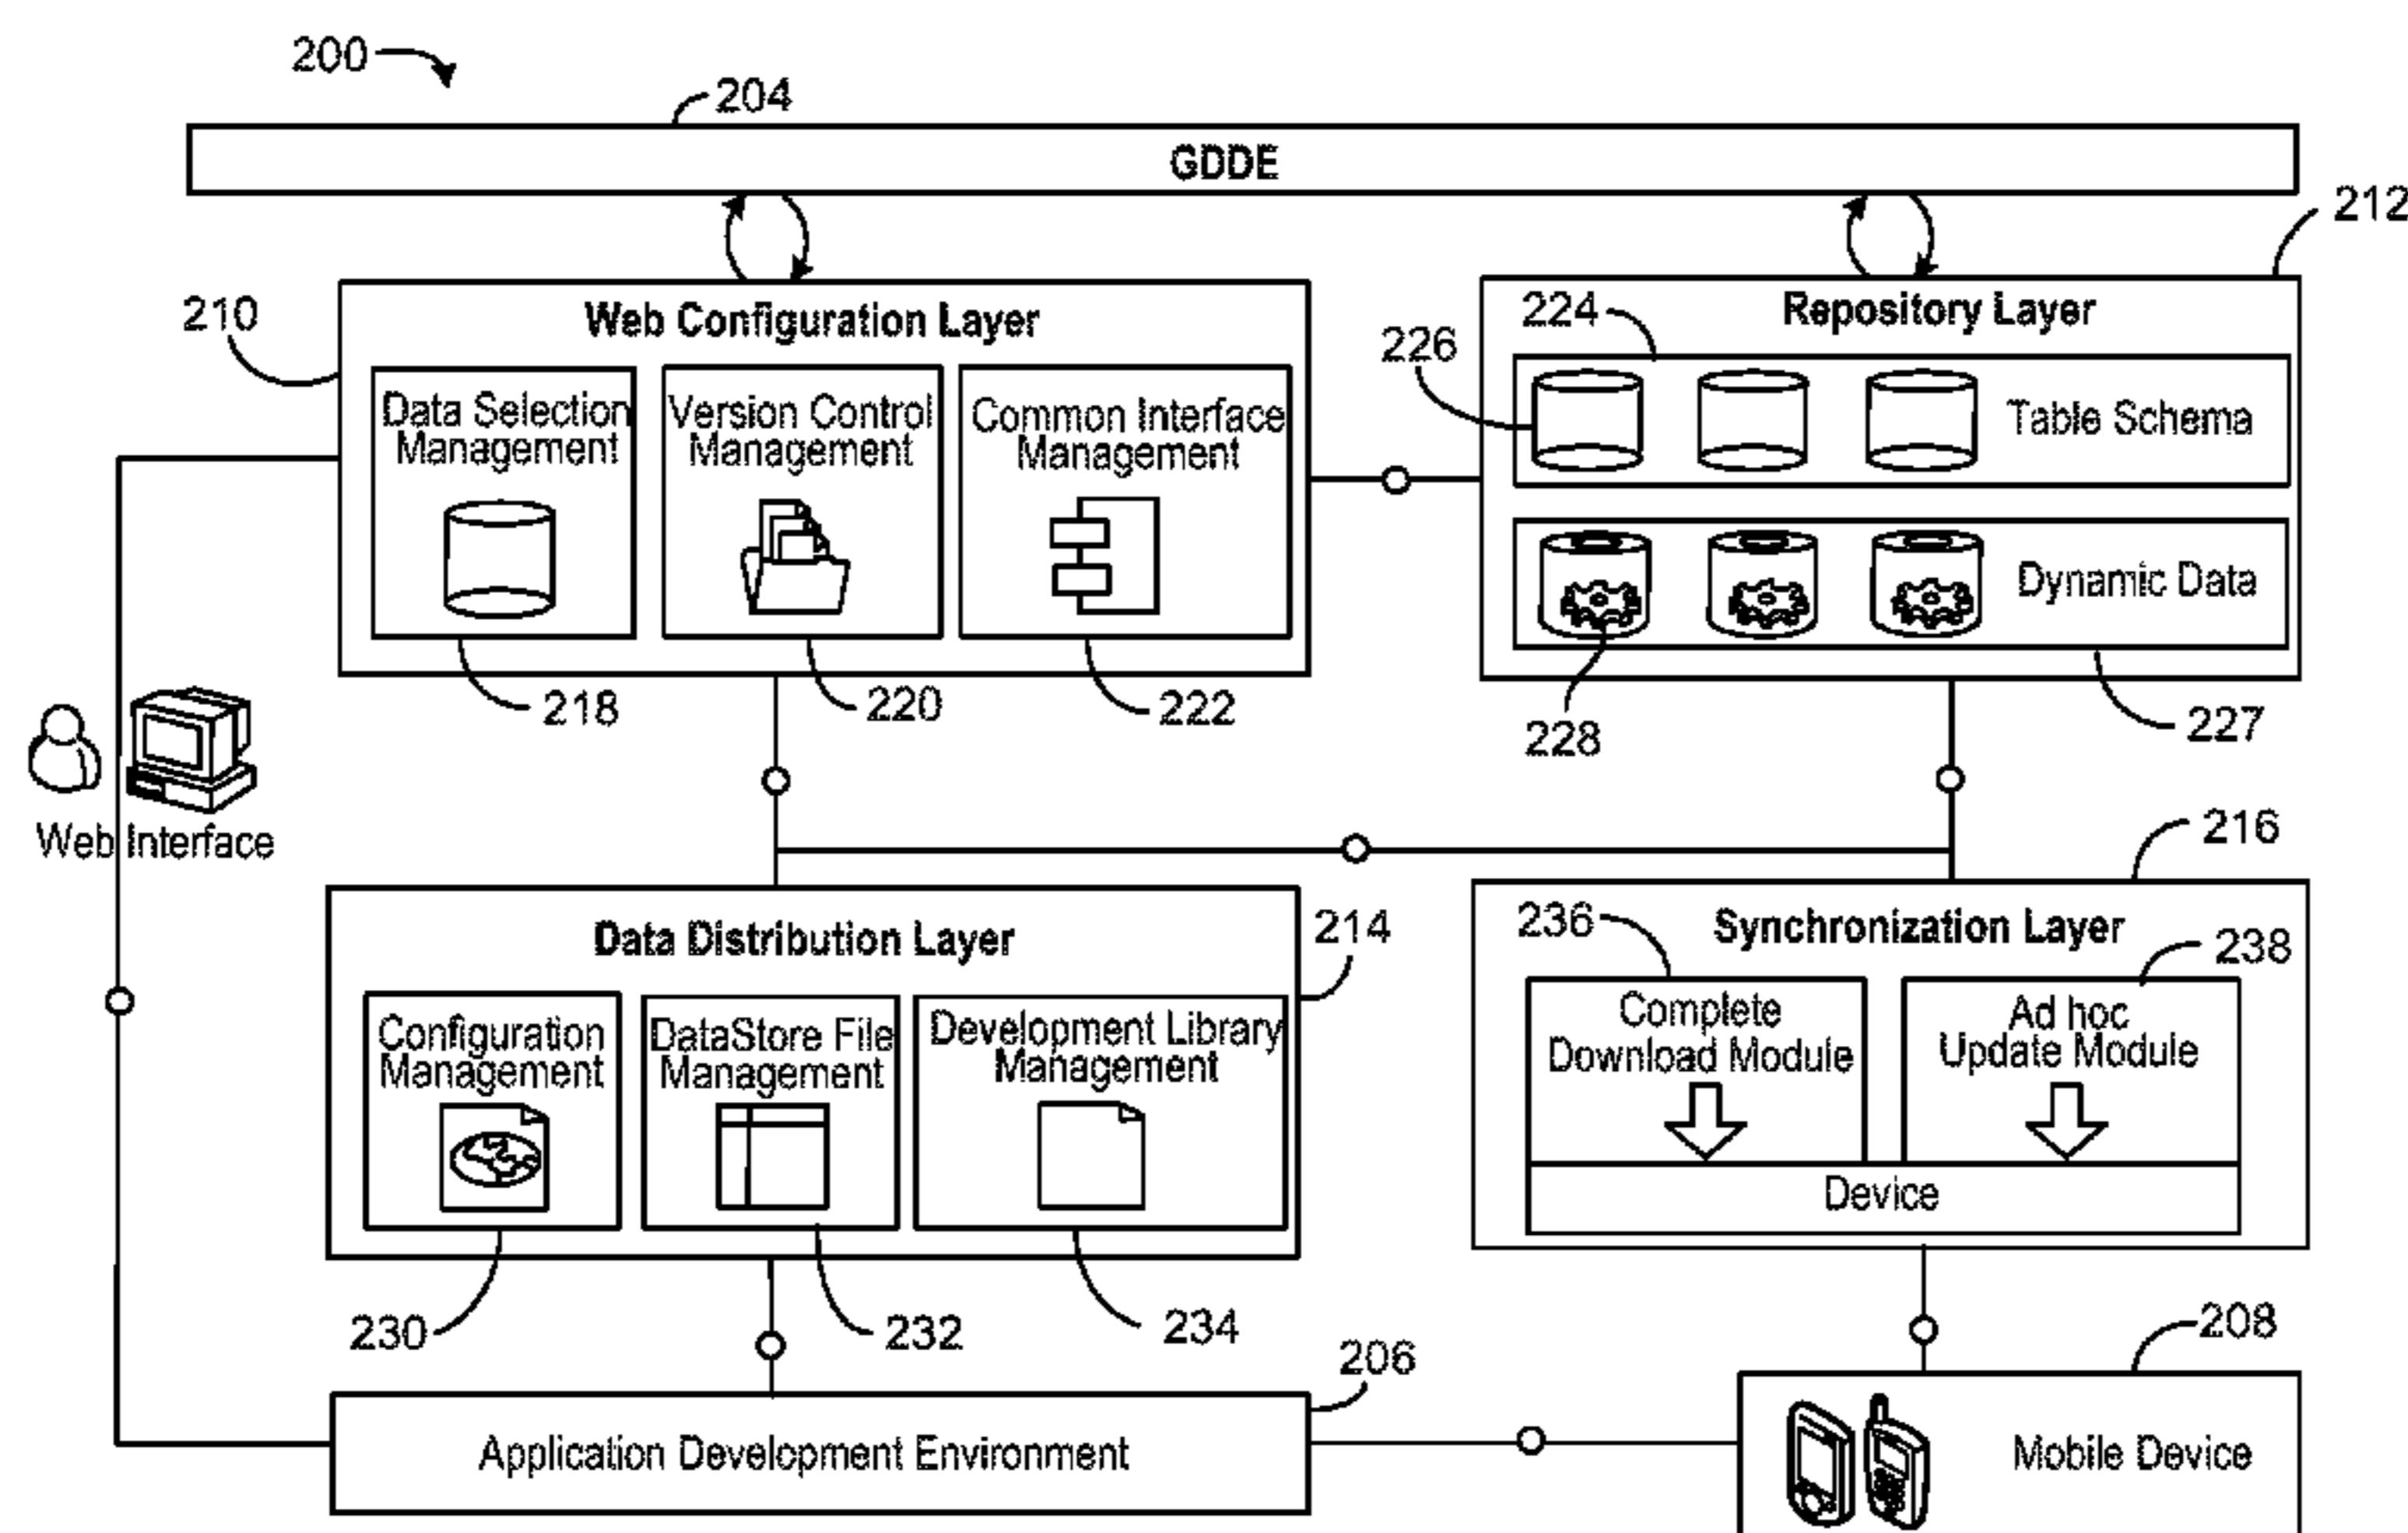 200
204
GDDE
212
210
Web Configuration Layer
Data Selection
Management
Version Control
Management
Common Interface
Management
218
220
222
224
Repository Layer
226
Table Schema
Dynamic Data
228
227
Web Interface
216
Data Distribution Layer
214
Configuration
Management
DataStore File
Management
Development Library
Management
230
232
234
236
Synchronization Layer
238
Complete
Download Module
Ad hoc
Update Module
Device
206
Application Development Environment
208
Mobile Device